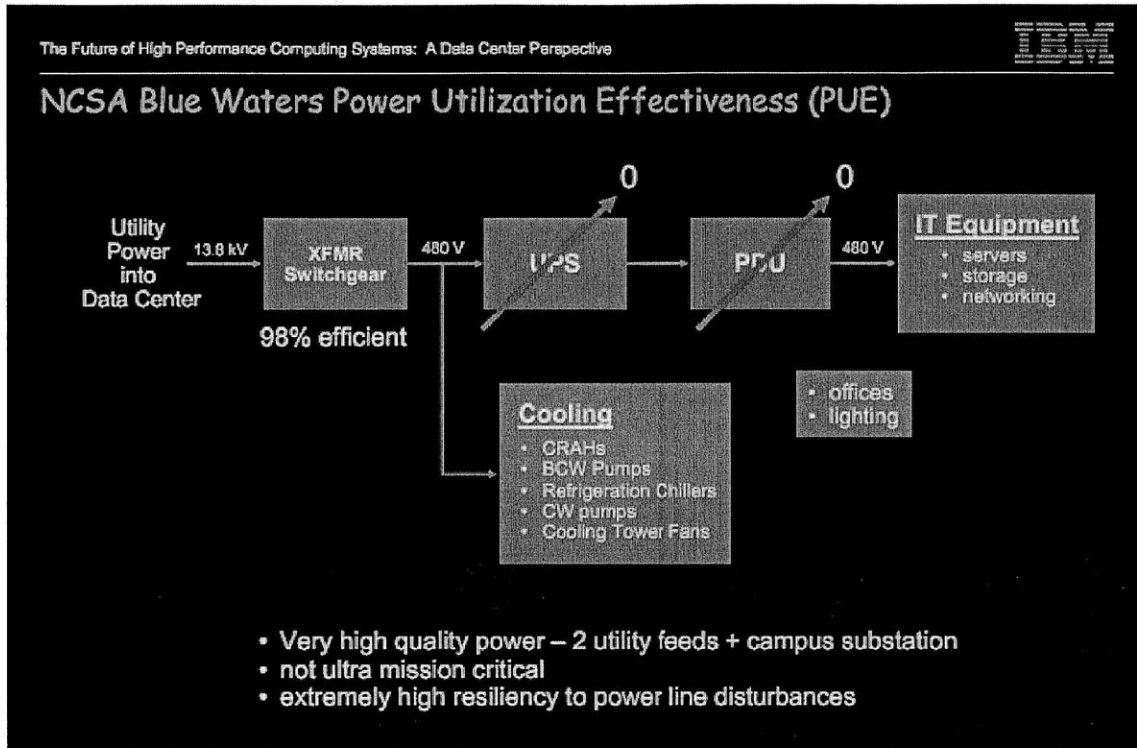 The Future of High Performance Computing Systems: A Data Center Perspective
IBM
NCSA Blue Waters Power Utilization Effectiveness (PUE)
0
0
Utility
Power
into
Data Center
13.8 kV
XFMR
Switchgear
98% efficient
480 V
UPS
PDU
480 V
IT Equipment
• servers
• storage
• networking
Cooling
• CRAHs
• BCW Pumps
• Refrigeration Chillers
• CW pumps
• Cooling Tower Fans
• offices
• lighting
• Very high quality power – 2 utility feeds + campus substation
• not ultra mission critical
• extremely high resiliency to power line disturbances